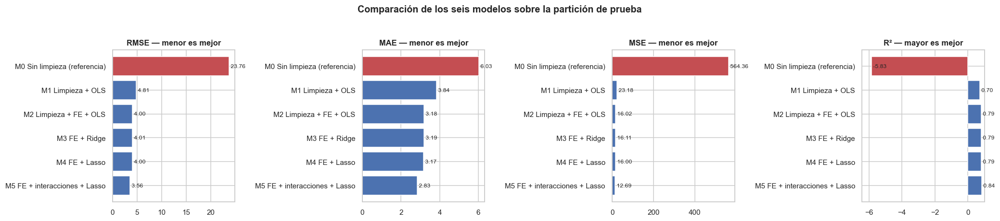 Comparación de los seis modelos sobre la partición de prueba
RMSE — menor es mejor
M0 Sin limpieza (referencia)
23.76
M1 Limpieza + OLS
4.81
M2 Limpieza + FE + OLS
4.00
M3 FE + Ridge
4.01
M4 FE + Lasso
4.00
M5 FE + interacciones + Lasso
3.56
0 5 10 15 20
MAE — menor es mejor
M0 Sin limpieza (referencia)
6.03
M1 Limpieza + OLS
3.84
M2 Limpieza + FE + OLS
3.18
M3 FE + Ridge
3.19
M4 FE + Lasso
3.17
M5 FE + interacciones + Lasso
2.83
0 2 4 6
MSE — menor es mejor
M0 Sin limpieza (referencia)
564.36
M1 Limpieza + OLS
23.18
M2 Limpieza + FE + OLS
16.02
M3 FE + Ridge
16.11
M4 FE + Lasso
16.00
M5 FE + interacciones + Lasso
12.69
0 200 400
R² — mayor es mejor
M0 Sin limpieza (referencia)
-5.83
M1 Limpieza + OLS
0.70
M2 Limpieza + FE + OLS
0.79
M3 FE + Ridge
0.79
M4 FE + Lasso
0.79
M5 FE + interacciones + Lasso
0.84
−6 −4 −2 0